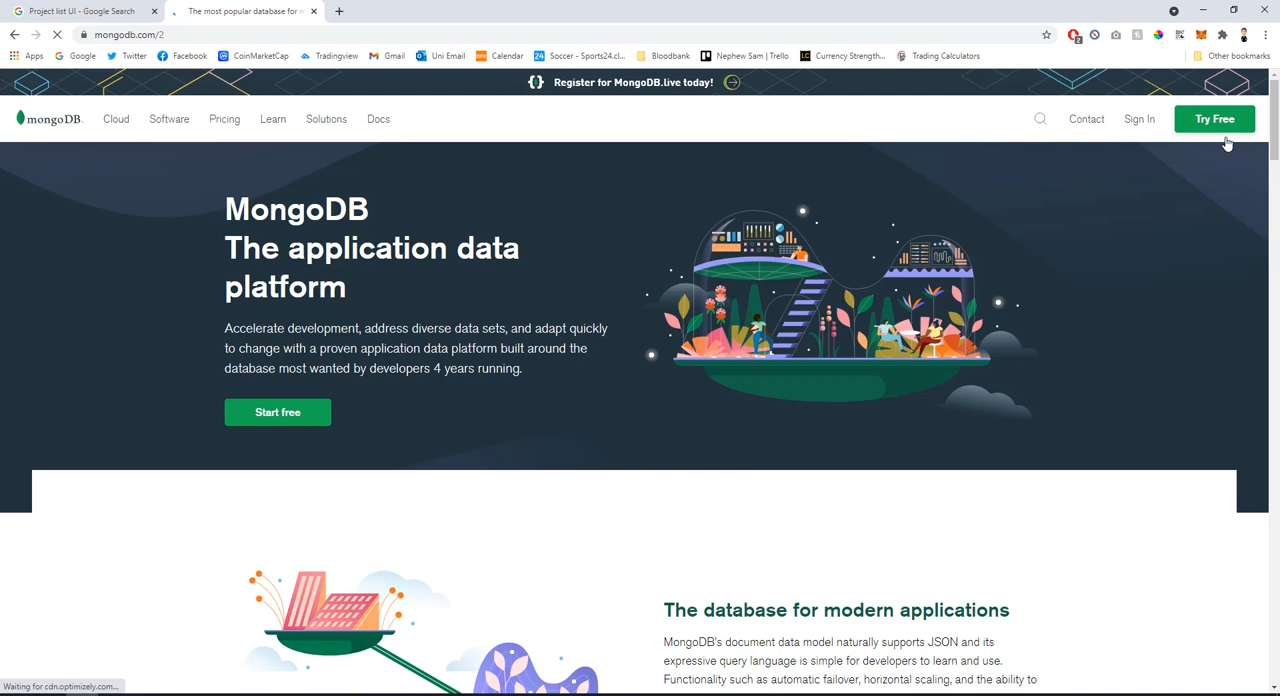 Project list UI - Google Search
The most popular database for m
mongodb.com/2
Apps
Google
Twitter
Facebook
CoinMarketCap
Tradingview
Gmail
Uni Email
Calendar
Soccer - Sports24.cl...
Bloodbank
Nephew Sam | Trello
Currency Strength...
Trading Calculators
Other bookmarks
Register for MongoDB.live today!
mongoDB.
Cloud
Software
Pricing
Learn
Solutions
Docs
Contact
Sign In
Try Free
MongoDB
The application data
platform
Accelerate development, address diverse data sets, and adapt quickly
to change with a proven application data platform built around the
database most wanted by developers 4 years running.
Start free
The database for modern applications
MongoDB's document data model naturally supports JSON and its
expressive query language is simple for developers to learn and use.
Functionality such as automatic failover, horizontal scaling, and the ability to
Waiting for cdn.optimizely.com...